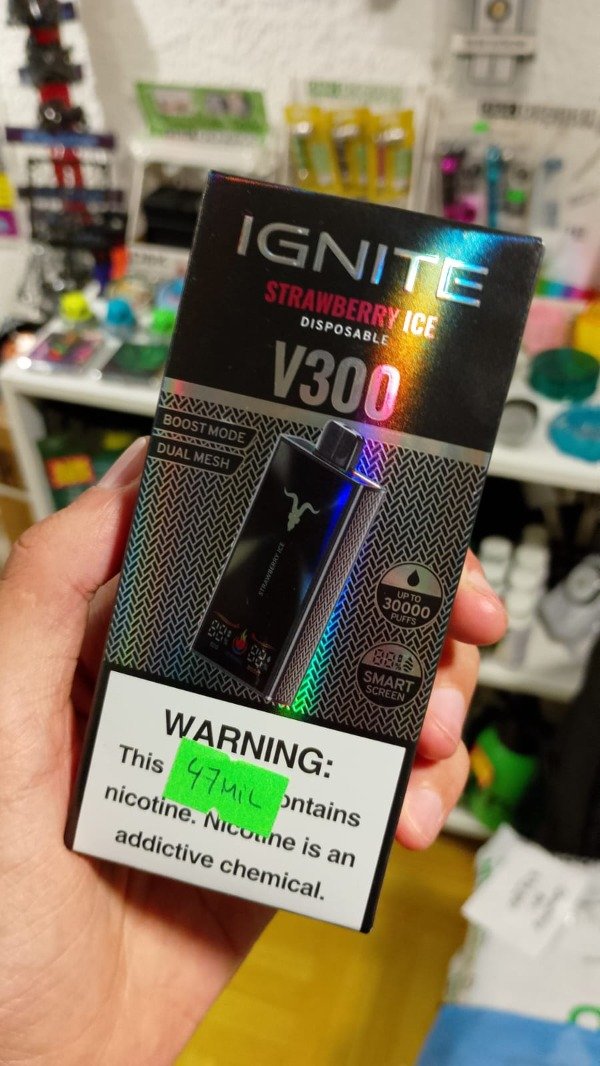 IGNITE
STRAWBERRY ICE
DISPOSABLE
V300
BOOST MODE
DUAL MESH
STRAWBERRY ICE
UP TO
30000
PUFFS
SMART
SCREEN
WARNING:
This 47MIL ontains
nicotine. Nicotine is an
addictive chemical.